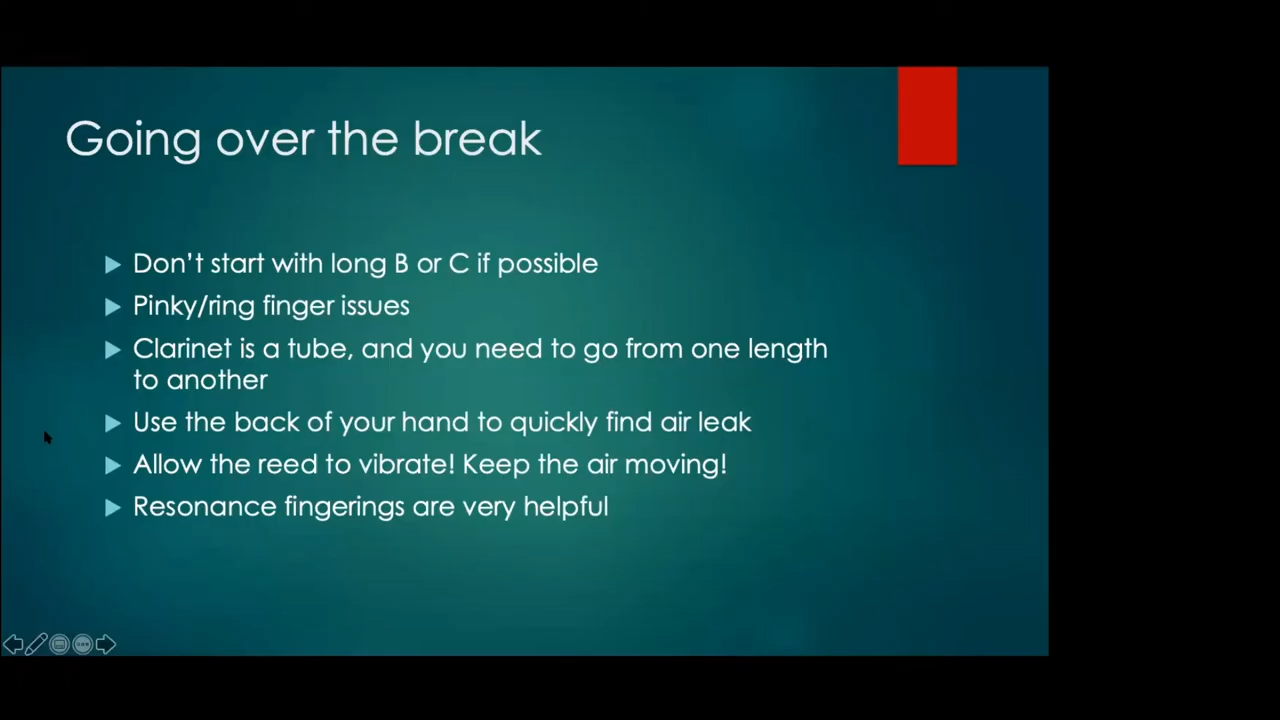 Going over the break
Don’t start with long B or C if possible
Pinky/ring finger issues
Clarinet is a tube, and you need to go from one length
to another
Use the back of your hand to quickly find air leak
Allow the reed to vibrate! Keep the air moving!
Resonance fingerings are very helpful